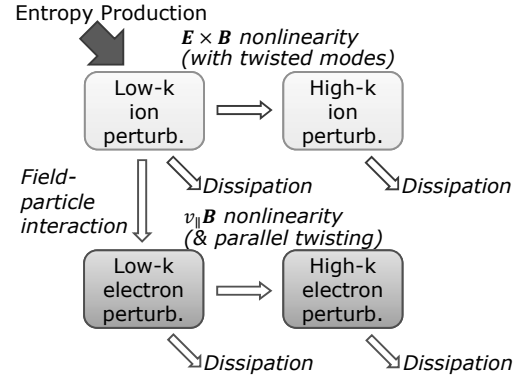 Entropy Production
E × B nonlinearity
(with twisted modes)
Low-k
ion
perturb.
High-k
ion
perturb.
Field-
particle
interaction
Dissipation
Dissipation
v∥B nonlinearity
(& parallel twisting)
Low-k
electron
perturb.
High-k
electron
perturb.
Dissipation
Dissipation